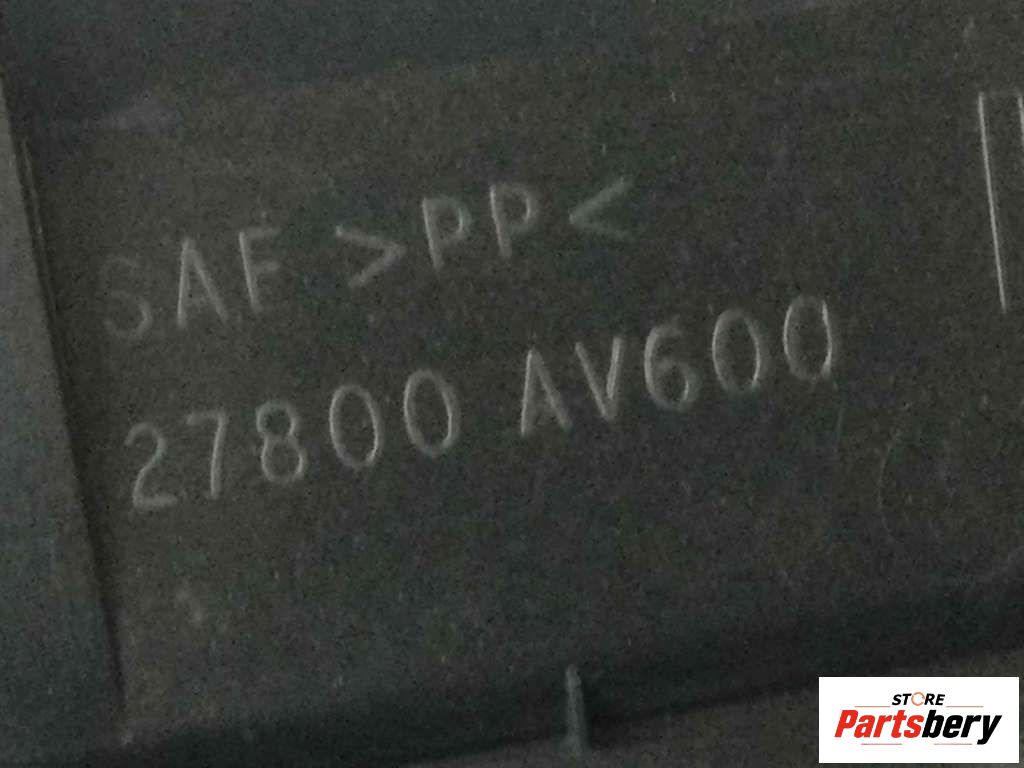 SAF >PP<
27800 AV600
STORE
Partsbery